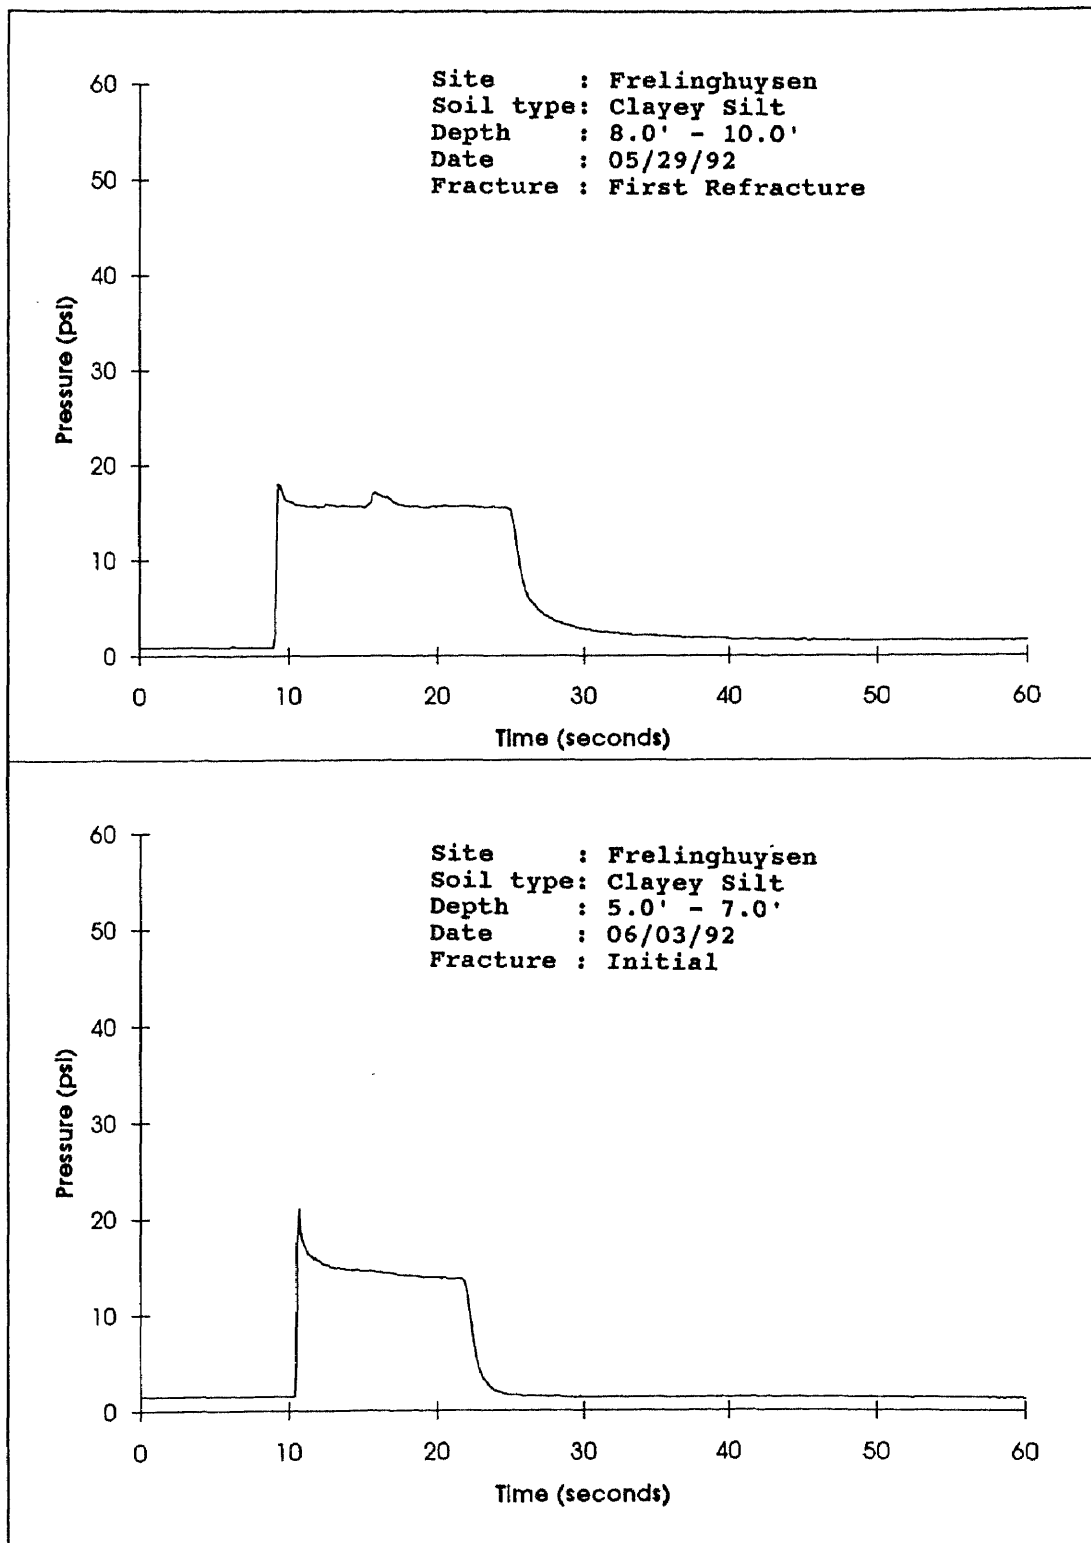 Site : Frelinghuysen
Soil type: Clayey Silt
Depth : 8.0' - 10.0'
Date : 05/29/92
Fracture : First Refracture
60
50
40
30
20
10
0
Pressure (psi)
0 10 20 30 40 50 60
Time (seconds)
Site : Frelinghuysen
Soil type: Clayey Silt
Depth : 5.0' - 7.0'
Date : 06/03/92
Fracture : Initial
60
50
40
30
20
10
0
Pressure (psi)
0 10 20 30 40 50 60
Time (seconds)